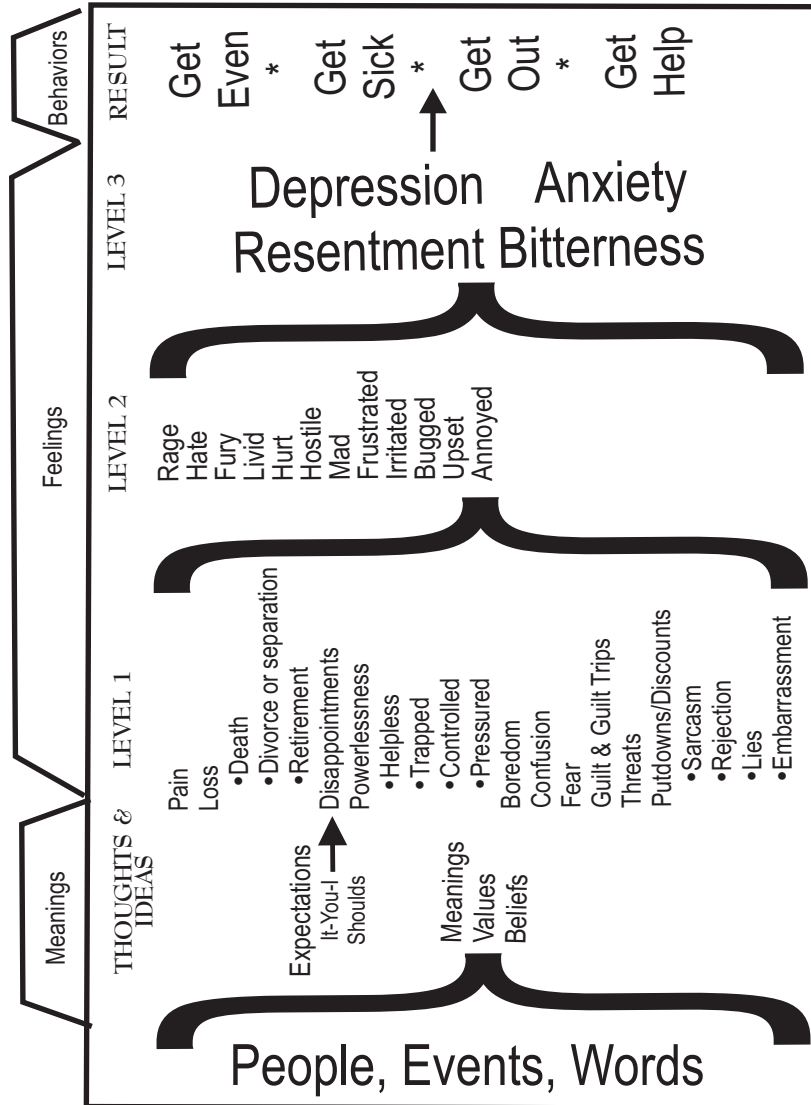 Meanings
Feelings
Behaviors
THOUGHTS &
IDEAS
LEVEL 1
LEVEL 2
LEVEL 3
RESULT
People, Events, Words
Expectations
It-You-I
Shoulds
Meanings
Values
Beliefs
Pain
Loss
•Death
•Divorce or separation
•Retirement
Disappointments
Powerlessness
•Helpless
•Trapped
•Controlled
•Pressured
Boredom
Confusion
Fear
Guilt & Guilt Trips
Threats
Putdowns/Discounts
•Sarcasm
•Rejection
•Lies
•Embarrassment
Rage
Hate
Fury
Livid
Hurt
Hostile
Mad
Frustrated
Irritated
Bugged
Upset
Annoyed
Depression Anxiety
Resentment Bitterness
Get
Even
*
Get
Sick
*
Get
Out
*
Get
Help